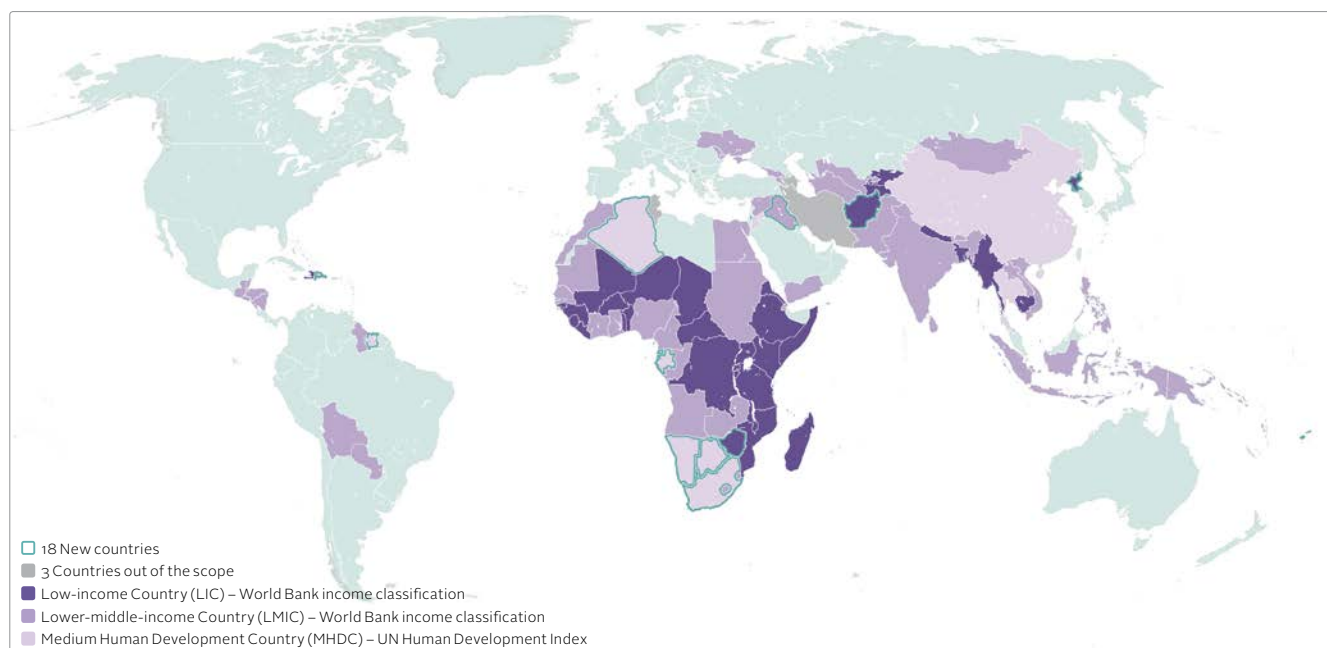 18 New countries
3 Countries out of the scope
Low-income Country (LIC) – World Bank income classification
Lower-middle-income Country (LMIC) – World Bank income classification
Medium Human Development Country (MHDC) – UN Human Development Index